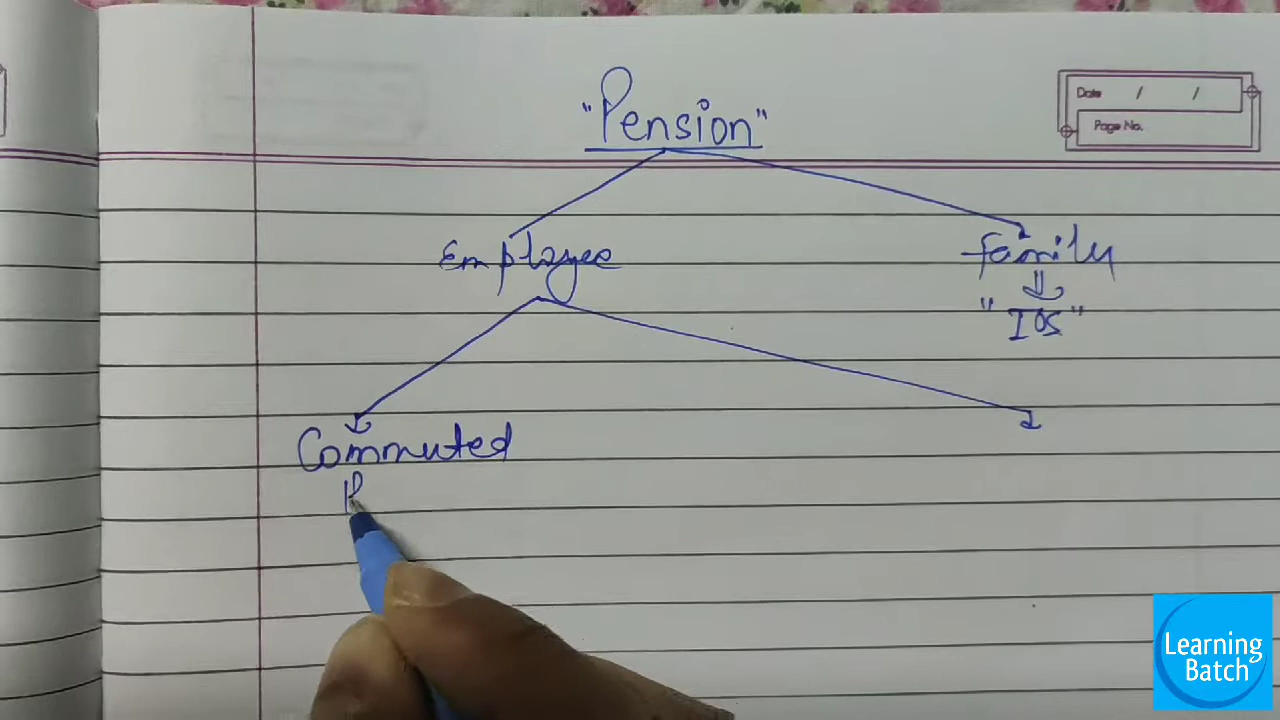 "Pension"
Date / /
Page No.
Employee
family
"IOS"
Commuted
P
Learning
Batch